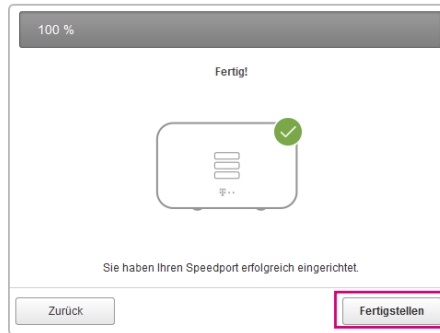 100 %
Fertig!
T··
Sie haben Ihren Speedport erfolgreich eingerichtet.
Zurück
Fertigstellen